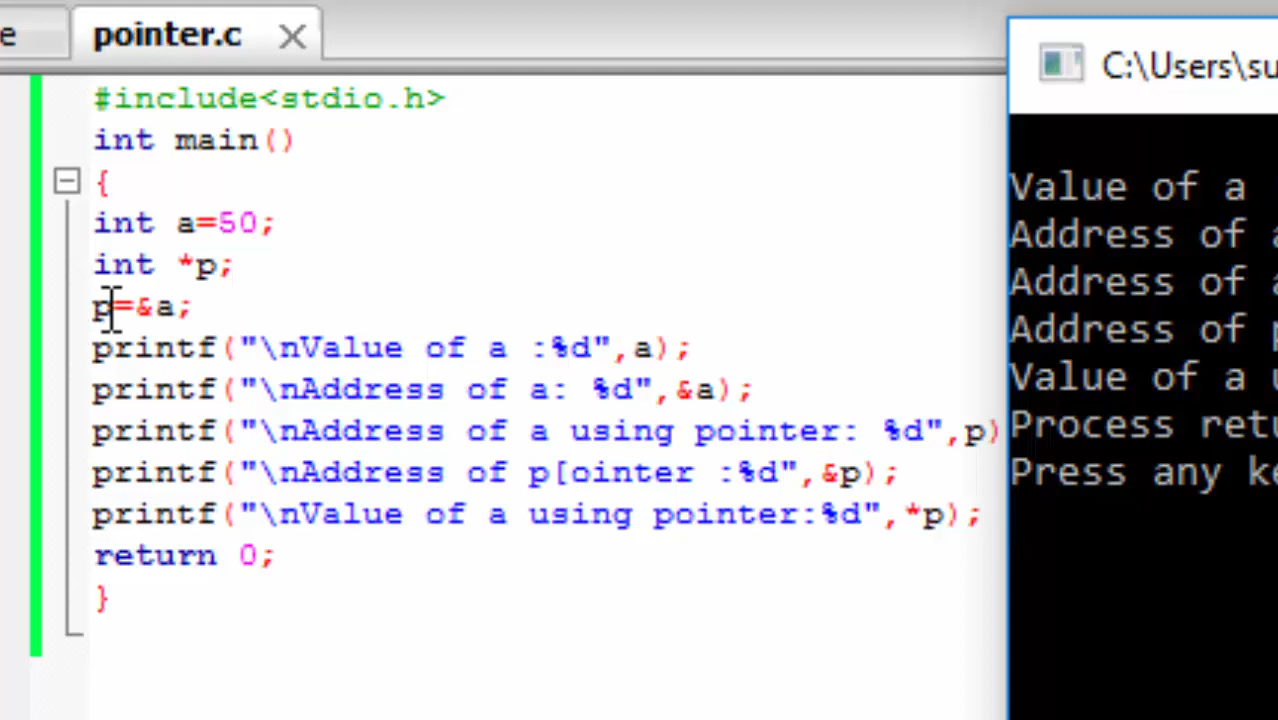 e
pointer.c
#include<stdio.h>
int main()
{
int a=50;
int *p;
p=&a;
printf("\nValue of a :%d",a);
printf("\nAddress of a: %d",&a);
printf("\nAddress of a using pointer: %d",p)
printf("\nAddress of p[ointer :%d",&p);
printf("\nValue of a using pointer:%d",*p);
return 0;
}
C:\Users\su
Value of a
Address of a
Address of a
Address of p
Value of a u
Process retu
Press any ke